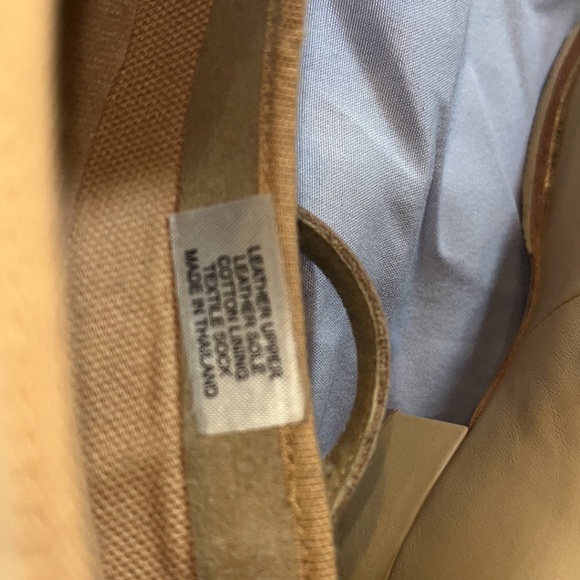 LEATHER UPPER
LEATHER SOLE
COTTON LINING
TEXTILE SOCK
MADE IN THAILAND